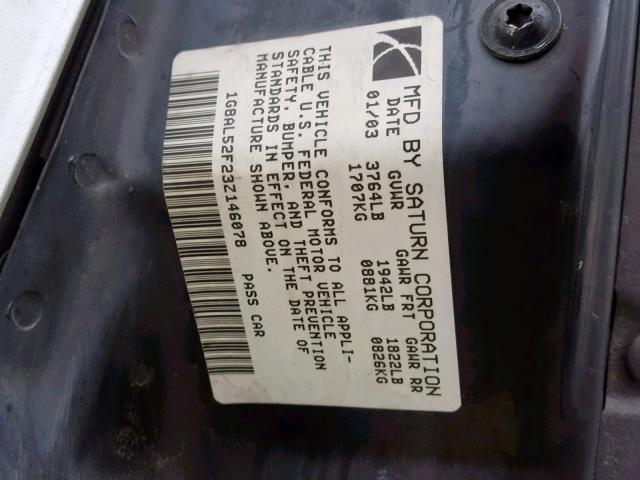 MFD BY SATURN CORPORATION
DATE GVWR GAWR FRT GAWR RR
01/03 3764LB 1942LB 1822LB
1707KG 0881KG 0826KG
THIS VEHICLE CONFORMS TO ALL APPLI-
CABLE U.S. FEDERAL MOTOR VEHICLE
SAFETY, BUMPER, AND THEFT PREVENTION
STANDARDS IN EFFECT ON THE DATE OF
MANUFACTURE SHOWN ABOVE.
1G8AL52F23Z146078 PASS CAR